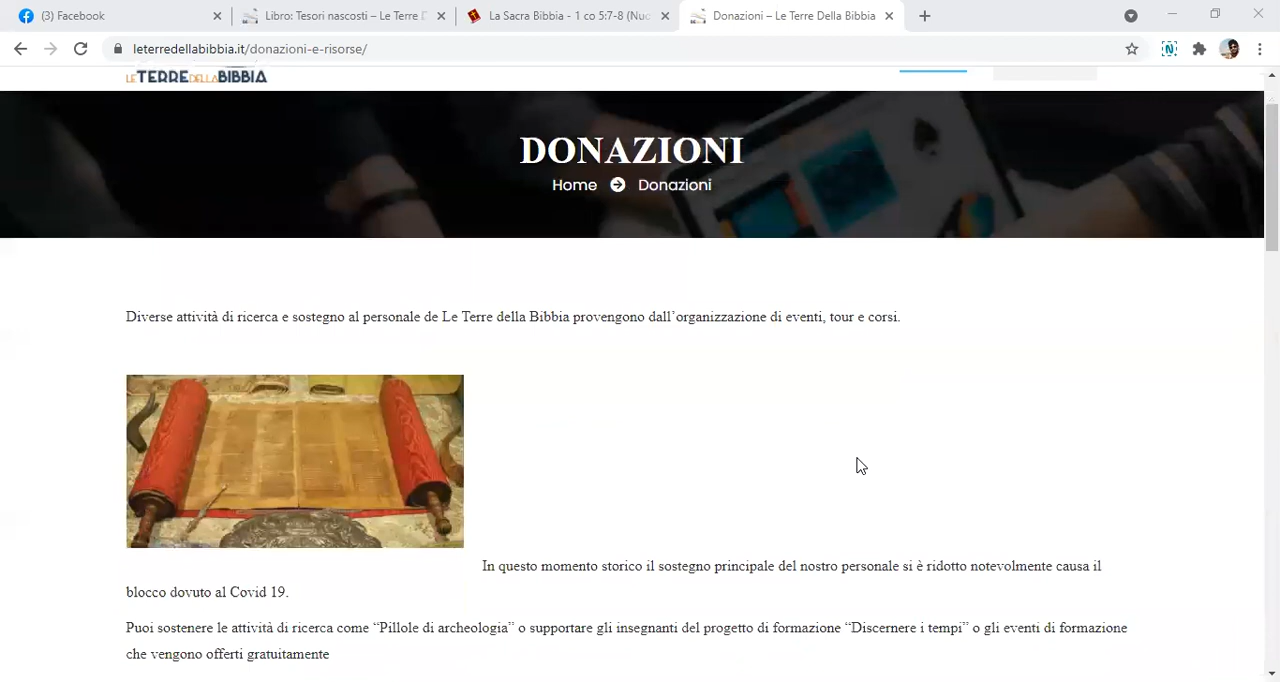 (3) Facebook
Libro: Tesori nascosti – Le Terre D
La Sacra Bibbia - 1 co 5:7-8 (Nuo
Donazioni – Le Terre Della Bibbia
leterredellabibbia.it/donazioni-e-risorse/
LE TERRE DELLA BIBBIA
DONAZIONI
Home Donazioni
Diverse attività di ricerca e sostegno al personale de Le Terre della Bibbia provengono dall’organizzazione di eventi, tour e corsi.
In questo momento storico il sostegno principale del nostro personale si è ridotto notevolmente causa il
blocco dovuto al Covid 19.
Puoi sostenere le attività di ricerca come “Pillole di archeologia” o supportare gli insegnanti del progetto di formazione “Discernere i tempi” o gli eventi di formazione
che vengono offerti gratuitamente